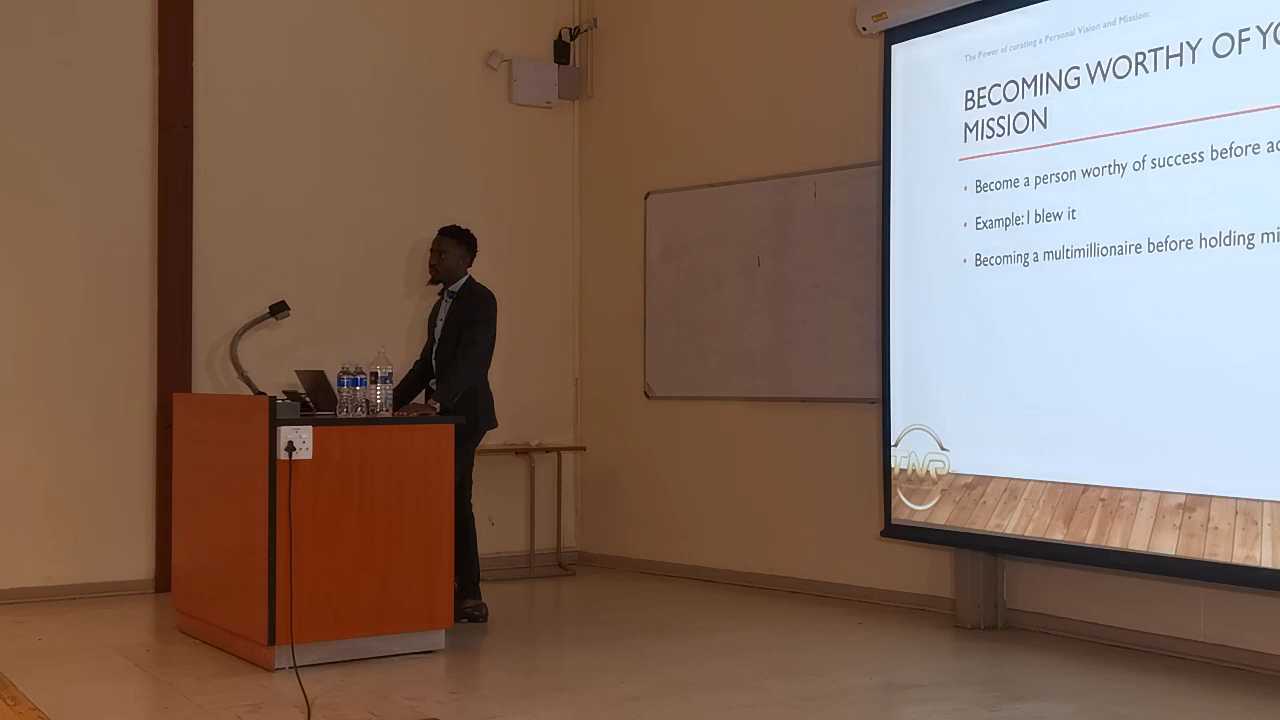 The Power of curating a Personal Vision and Mission:
BECOMING WORTHY OF YO
MISSION
• Become a person worthy of success before ac
• Example: I blew it
• Becoming a multimillionaire before holding mi
TMP